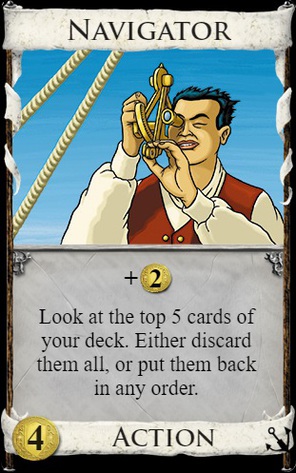 NAVIGATOR
+2
Look at the top 5 cards of
your deck. Either discard
them all, or put them back
in any order.
4 ACTION